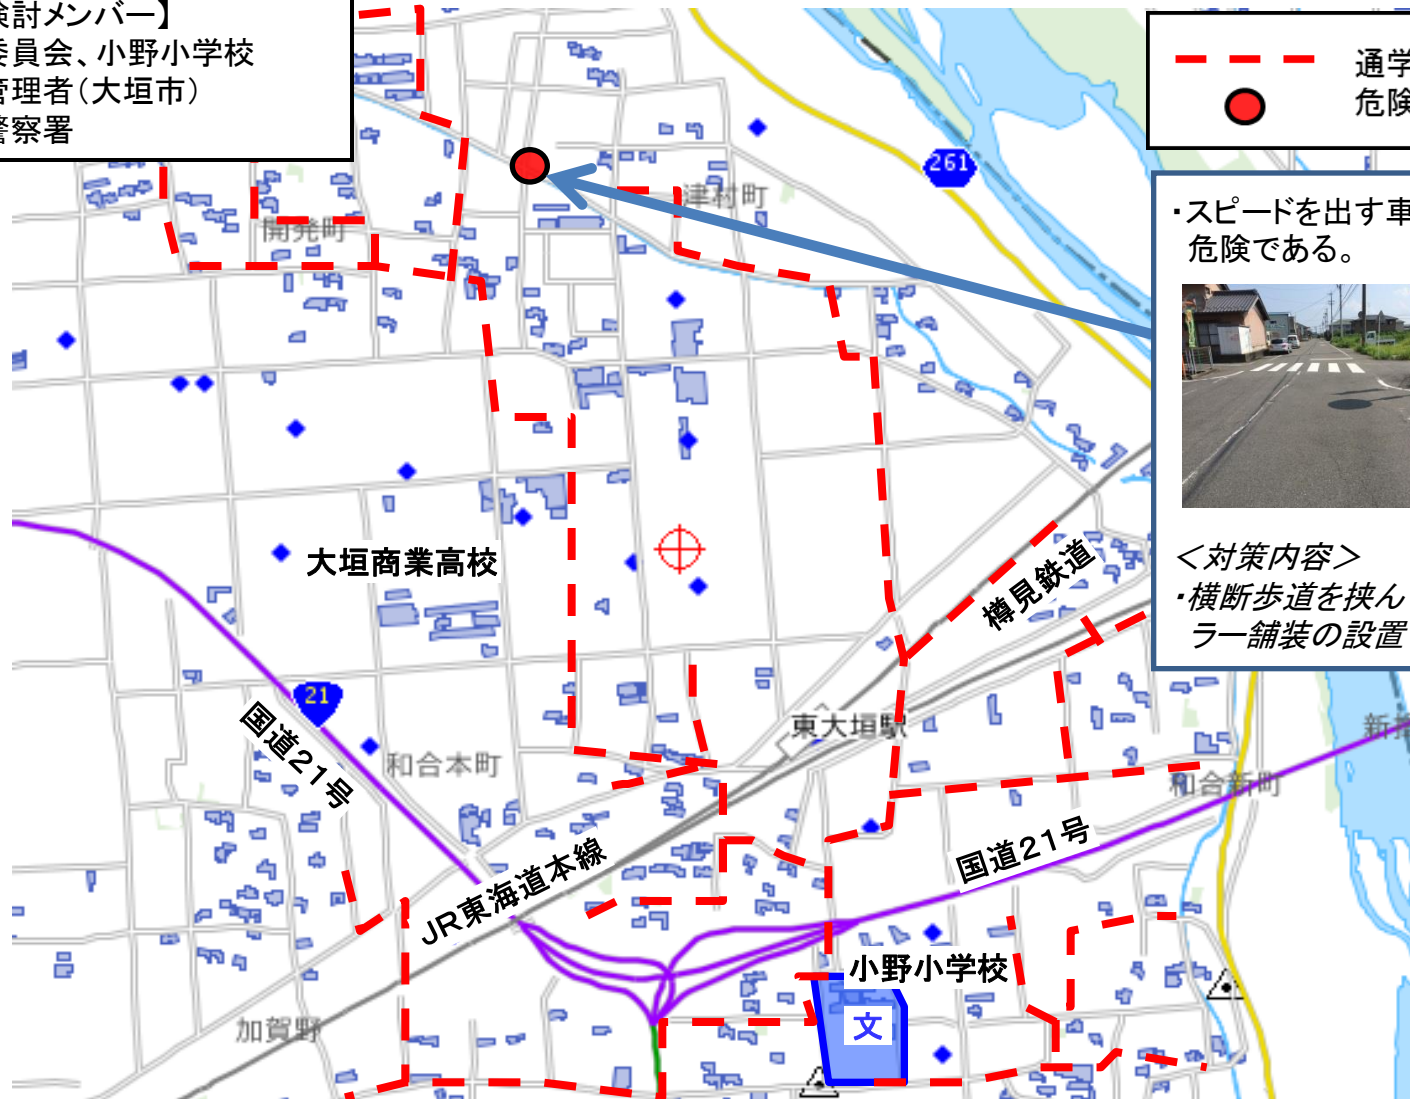 検討メンバー】
委員会、小野小学校
管理者(大垣市)
警察署
通学
危険
261
津村町
開発町
・スピードを出す車
危険である。
<対策内容>
・横断歩道を挟ん
ラー舗装の設置
大垣商業高校
樽見鉄道
21
国道21号
和合本町
東大垣駅
新揖
和合新町
国道21号
JR東海道本線
小野小学校
文
加賀野